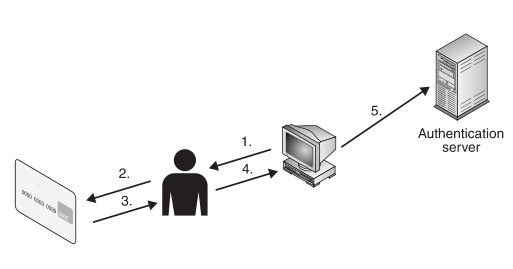 5.
Authentication
server
1.
4.
2.
3.